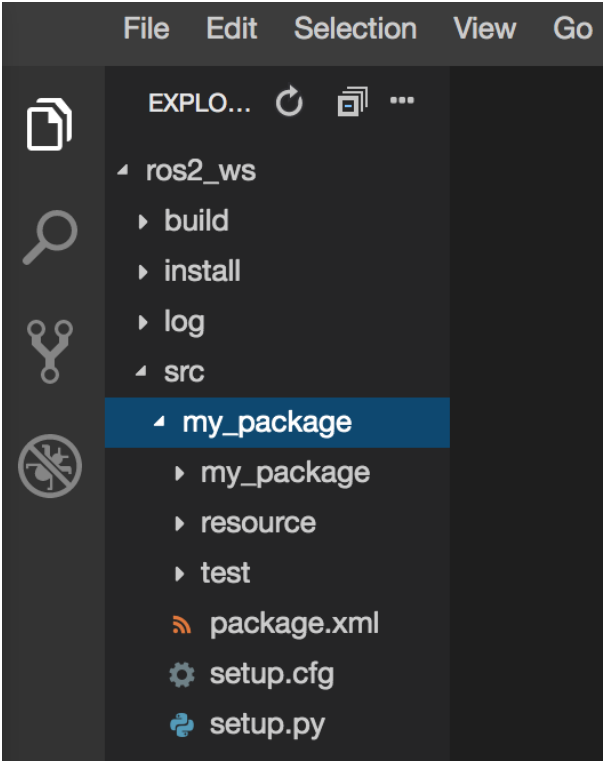 File Edit Selection View Go
EXPLO...
ros2_ws
build
install
log
src
my_package
my_package
resource
test
package.xml
setup.cfg
setup.py